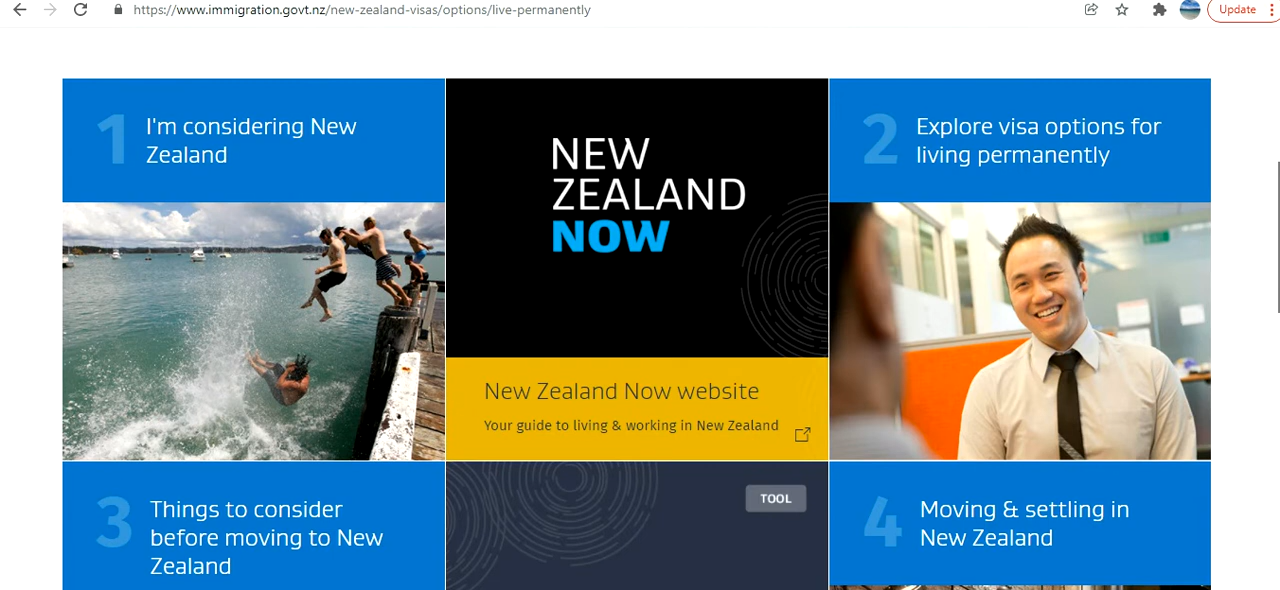 https://www.immigration.govt.nz/new-zealand-visas/options/live-permanently
Update
1
I'm considering New
Zealand
NEW
ZEALAND
NOW
New Zealand Now website
Your guide to living & working in New Zealand
2
Explore visa options for
living permanently
3
Things to consider
before moving to New
Zealand
TOOL
4
Moving & settling in
New Zealand